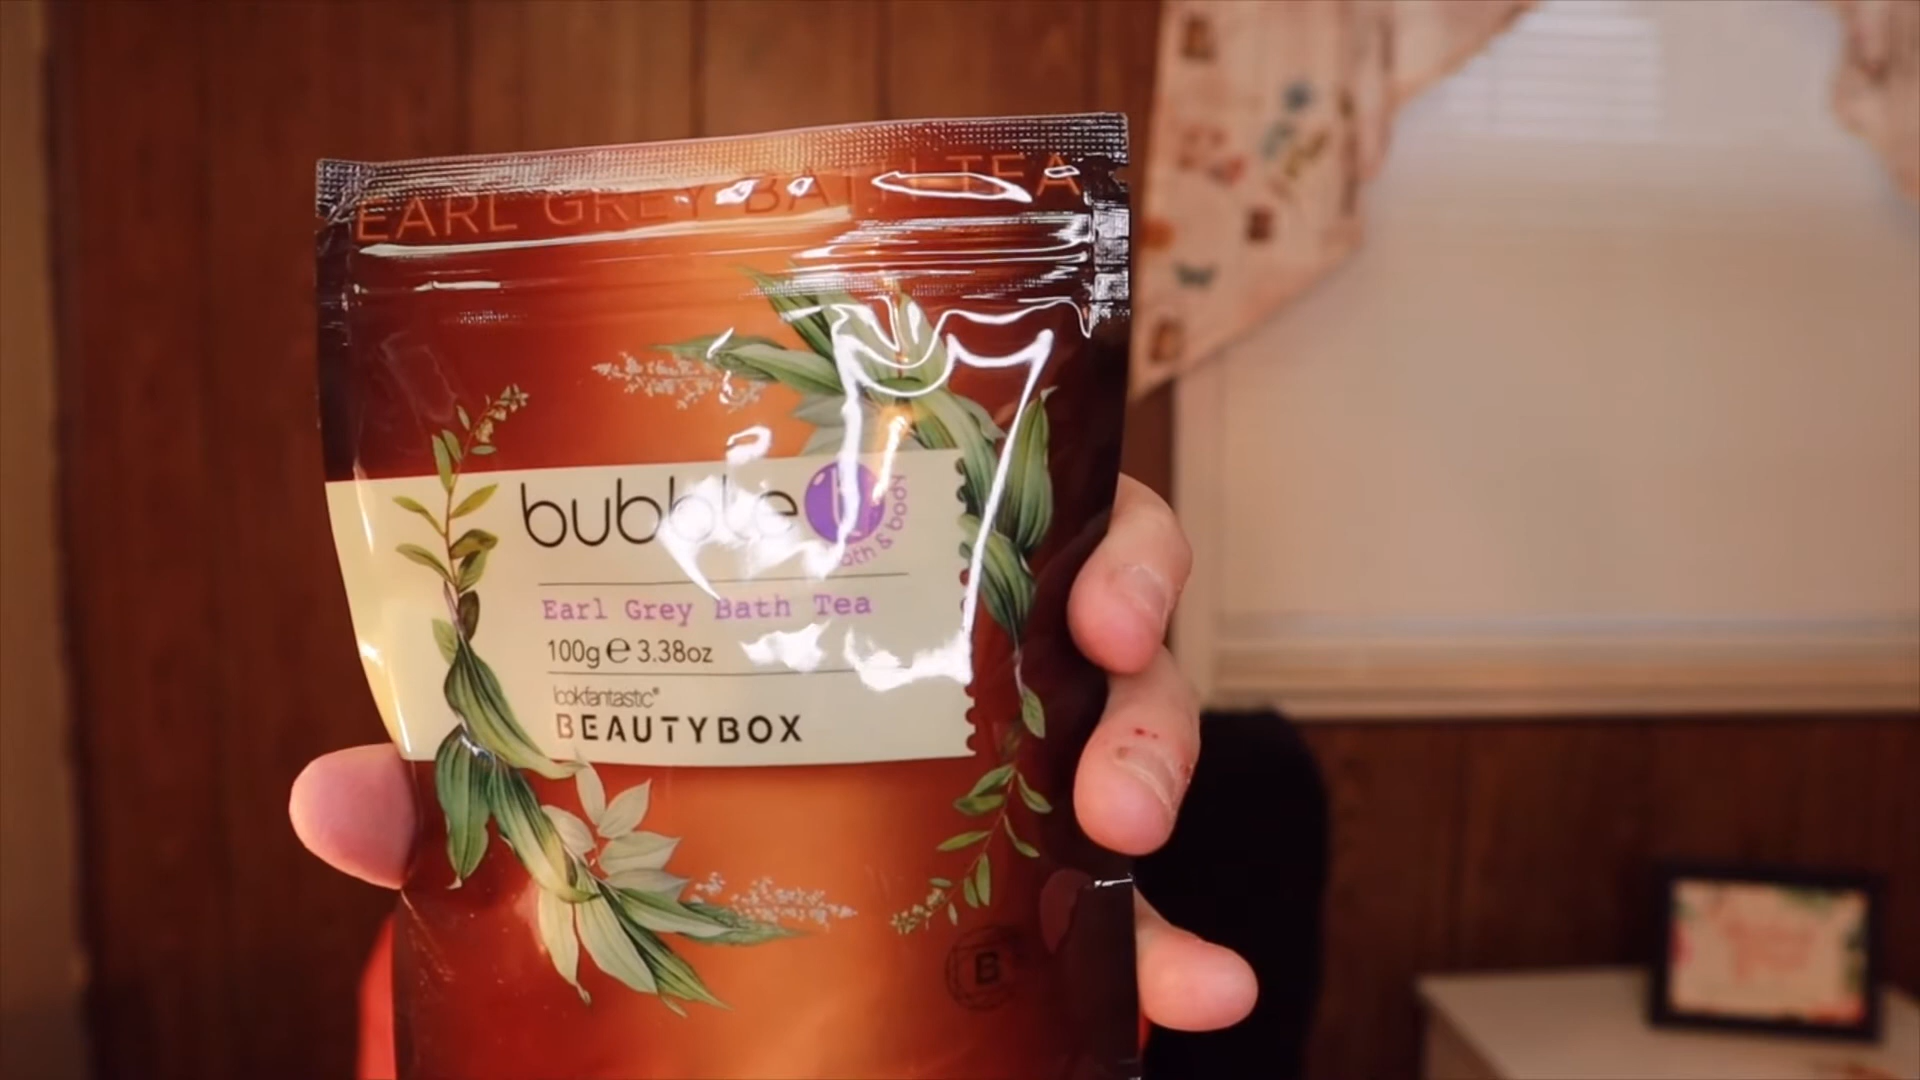 EARL GREY BATH TEA
bubble b
bath & body
Earl Grey Bath Tea
100g ℮ 3.38oz
lookfantastic®
BEAUTYBOX
B